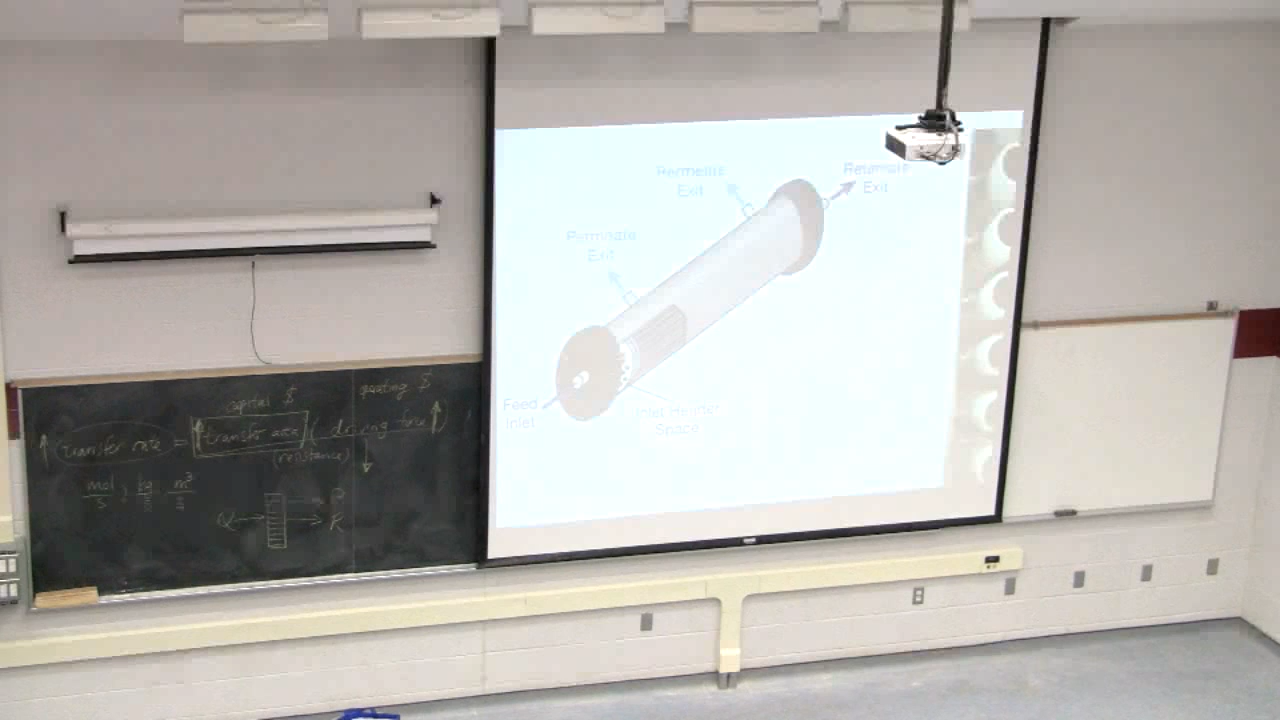 capital $
operating $
(transfer rate = transfer area ( driving force )
(resistance)
mol/s ; kg/s m³/s
Q
P
R
Permeate
Exit
Retentate
Exit
Permeate
Exit
Feed
Inlet
Inlet Header
Space